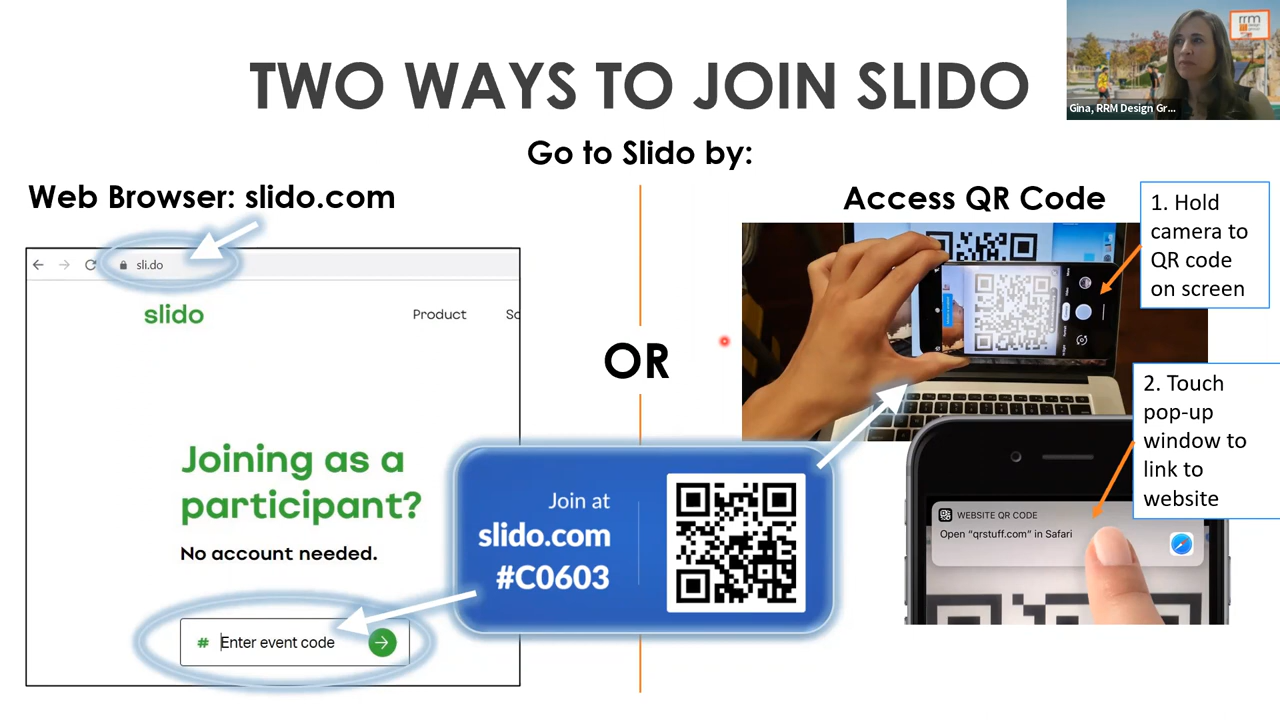 TWO WAYS TO JOIN SLIDO
rrm
Gina, RRM Design Gr...
Go to Slido by:
Web Browser: slido.com
sli.do
slido
Product
Sc
Joining as a
participant?
No account needed.
# Enter event code
OR
Join at
slido.com
#C0603
Access QR Code
1. Hold
camera to
QR code
on screen
2. Touch
pop-up
window to
link to
website
WEBSITE QR CODE
Open “qrstuff.com” in Safari